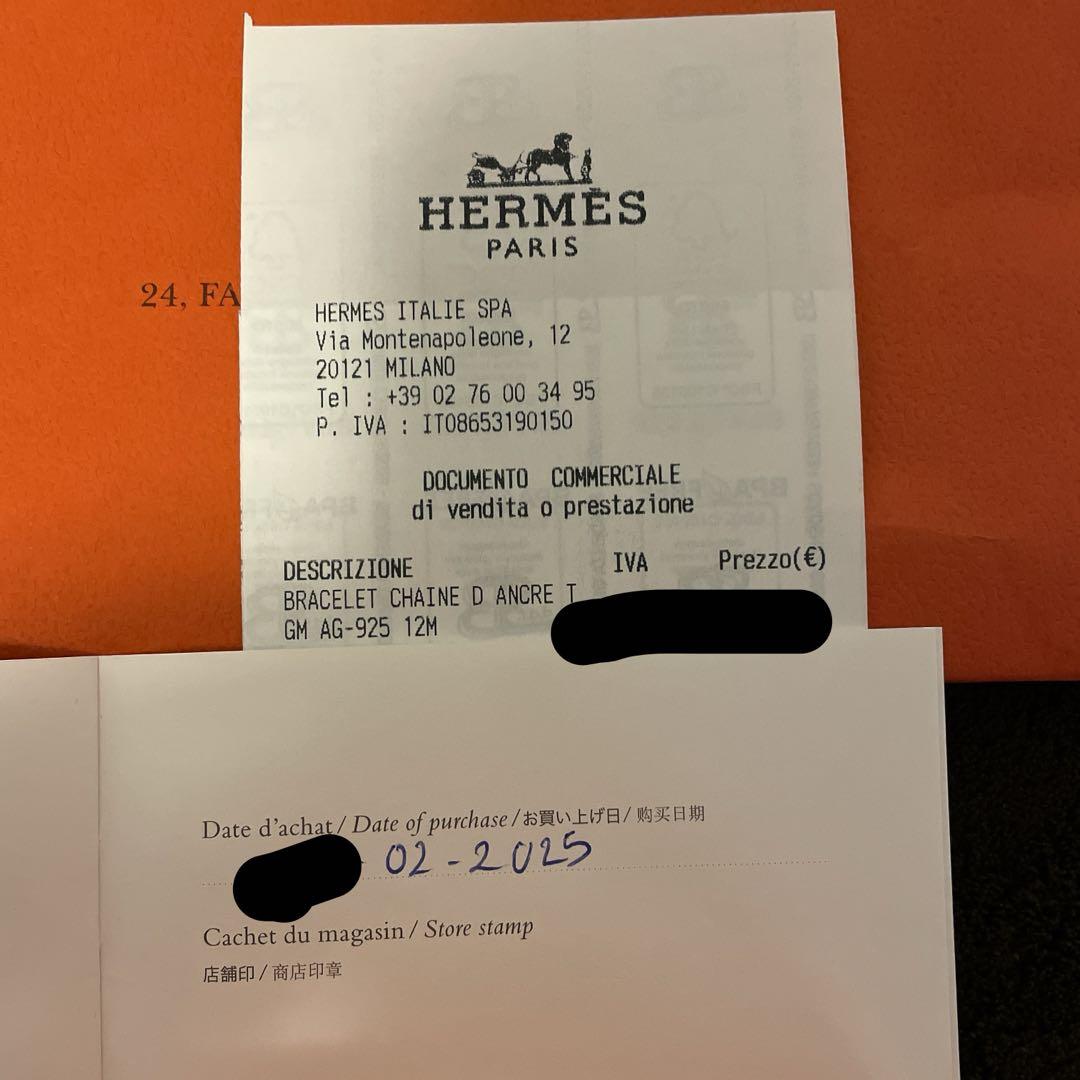 HERMÈS
PARIS
24, FA
HERMES ITALIE SPA
Via Montenapoleone, 12
20121 MILANO
Tel : +39 02 76 00 34 95
P. IVA : IT08653190150
DOCUMENTO COMMERCIALE
di vendita o prestazione
DESCRIZIONE IVA Prezzo(€)
BRACELET CHAINE D ANCRE T
GM AG-925 12M
Date d'achat / Date of purchase / お買い上げ日 / 购买日期
02-2025
Cachet du magasin / Store stamp
店舗印 / 商店印章